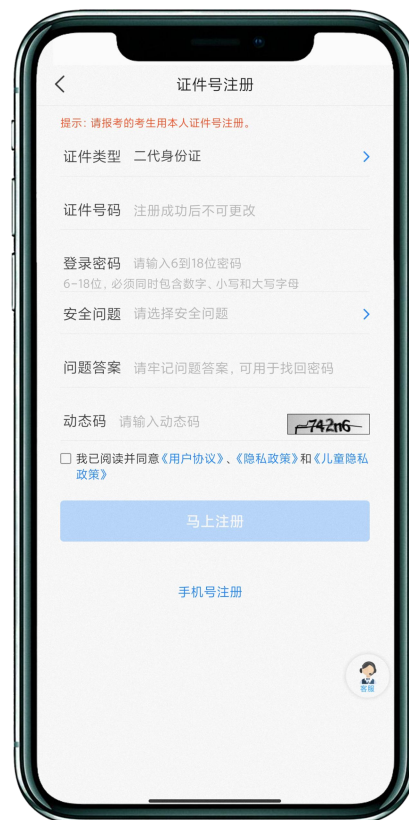 证件号注册
提示: 请报考的考生用本人证件号注册。
证件类型 二代身份证
证件号码 注册成功后不可更改
登录密码 请输入6到18位密码
6-18位, 必须同时包含数字、小写和大写字母
安全问题 请选择安全问题
问题答案 请牢记问题答案, 可用于找回密码
动态码 请输入动态码 742n6
我已阅读并同意《用户协议》、《隐私政策》和《儿童隐私
政策》
马上注册
手机号注册
客服